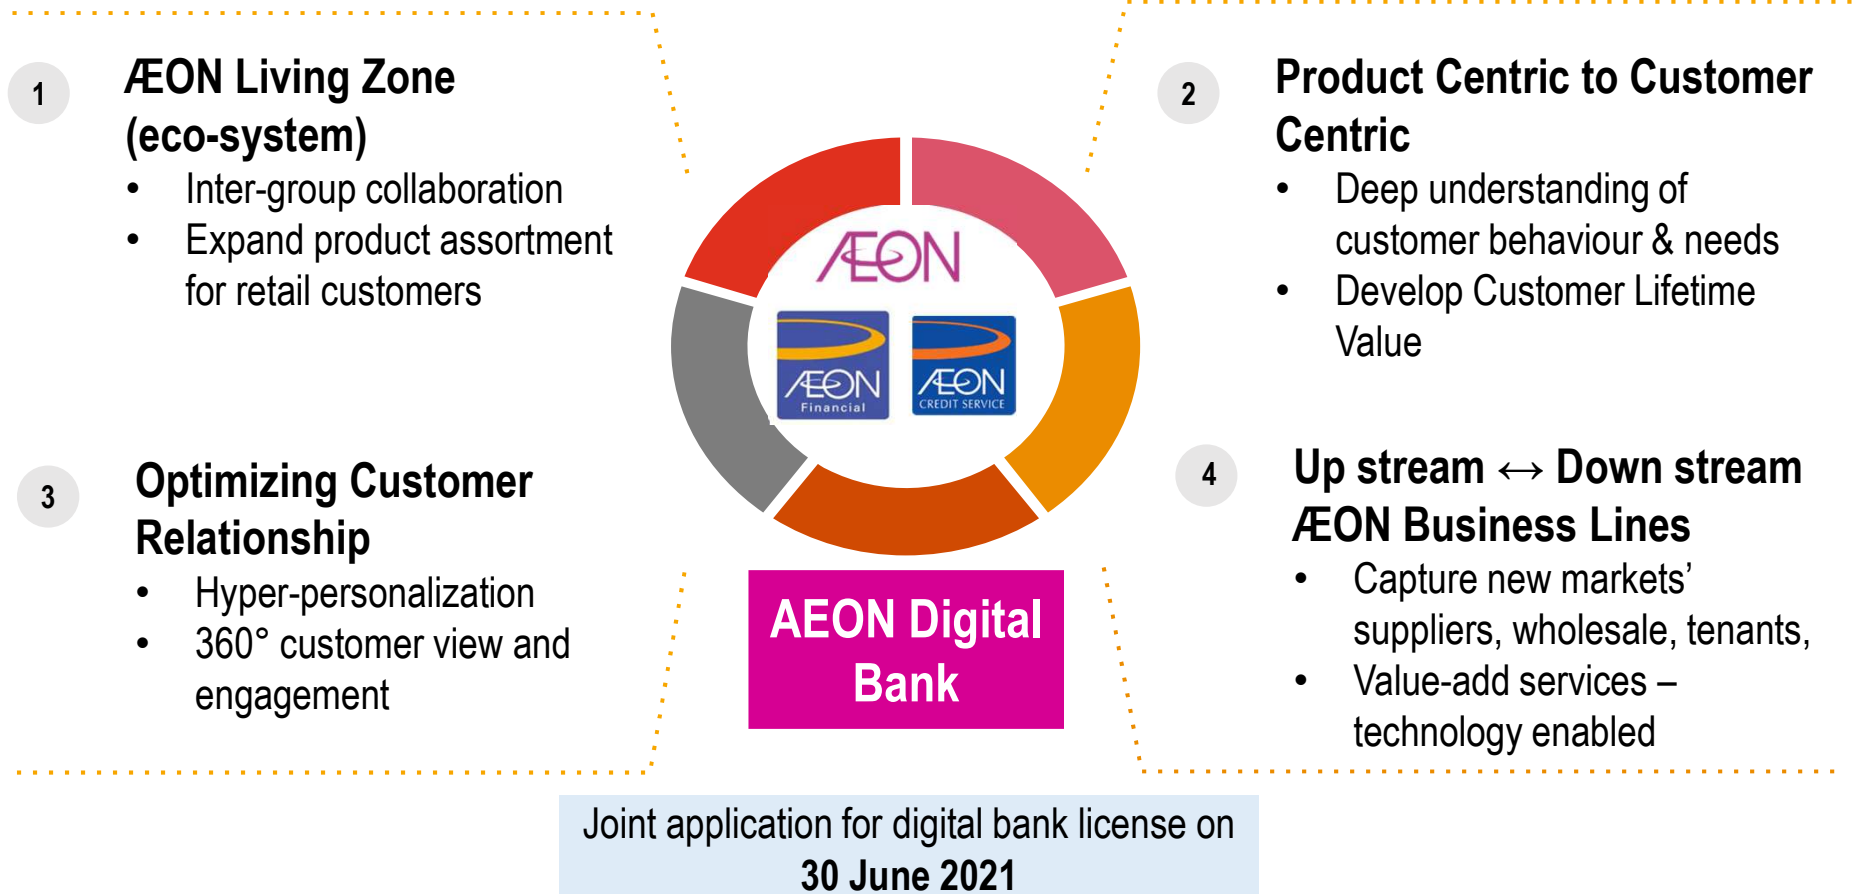 1
ÆON Living Zone
(eco-system)
• Inter-group collaboration
• Expand product assortment
for retail customers
2
Product Centric to Customer
Centric
• Deep understanding of
customer behaviour & needs
• Develop Customer Lifetime
Value
ÆON
ÆON
Financial
ÆON
CREDIT SERVICE
3
Optimizing Customer
Relationship
• Hyper-personalization
• 360° customer view and
engagement
4
Up stream ↔ Down stream
ÆON Business Lines
• Capture new markets’
suppliers, wholesale, tenants,
• Value-add services –
technology enabled
AEON Digital
Bank
Joint application for digital bank license on
30 June 2021